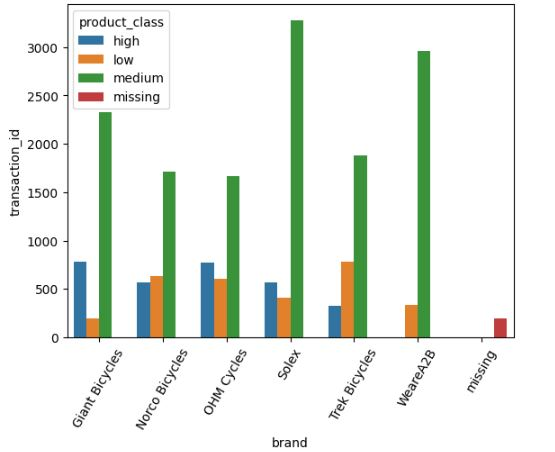 product_class
high
low
medium
missing
3000
2500
2000
1500
1000
500
0
transaction_id
Giant Bicycles
Norco Bicycles
OHM Cycles
Solex
Trek Bicycles
WeareA2B
missing
brand